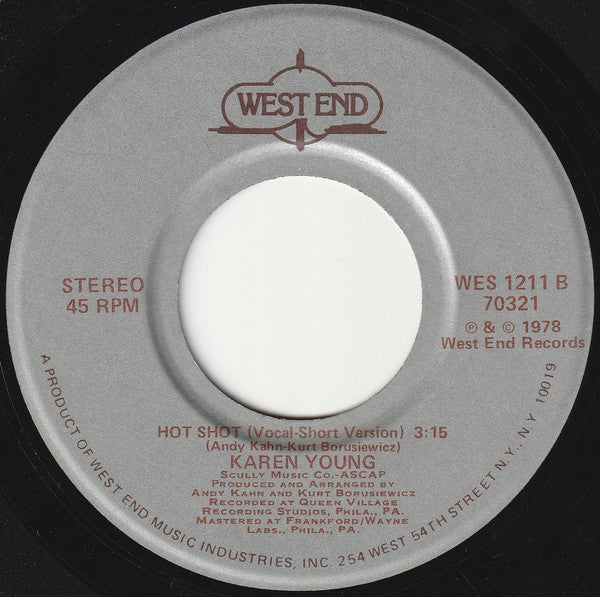 WEST END
STEREO
45 RPM
WES 1211 B
70321
℗ & © 1978
West End Records
HOT SHOT (Vocal-Short Version) 3:15
(Andy Kahn-Kurt Borusiewicz)
KAREN YOUNG
SCULLY MUSIC CO.-ASCAP
PRODUCED AND ARRANGED BY
ANDY KAHN AND KURT BORUSIEWICZ
RECORDED AT QUEEN VILLAGE
RECORDING STUDIOS, PHILA., PA.
MASTERED AT FRANKFORD/WAYNE
LABS., PHILA., PA.
A PRODUCT OF WEST END MUSIC INDUSTRIES, INC. 254 WEST 54TH STREET N.Y., N.Y. 10019